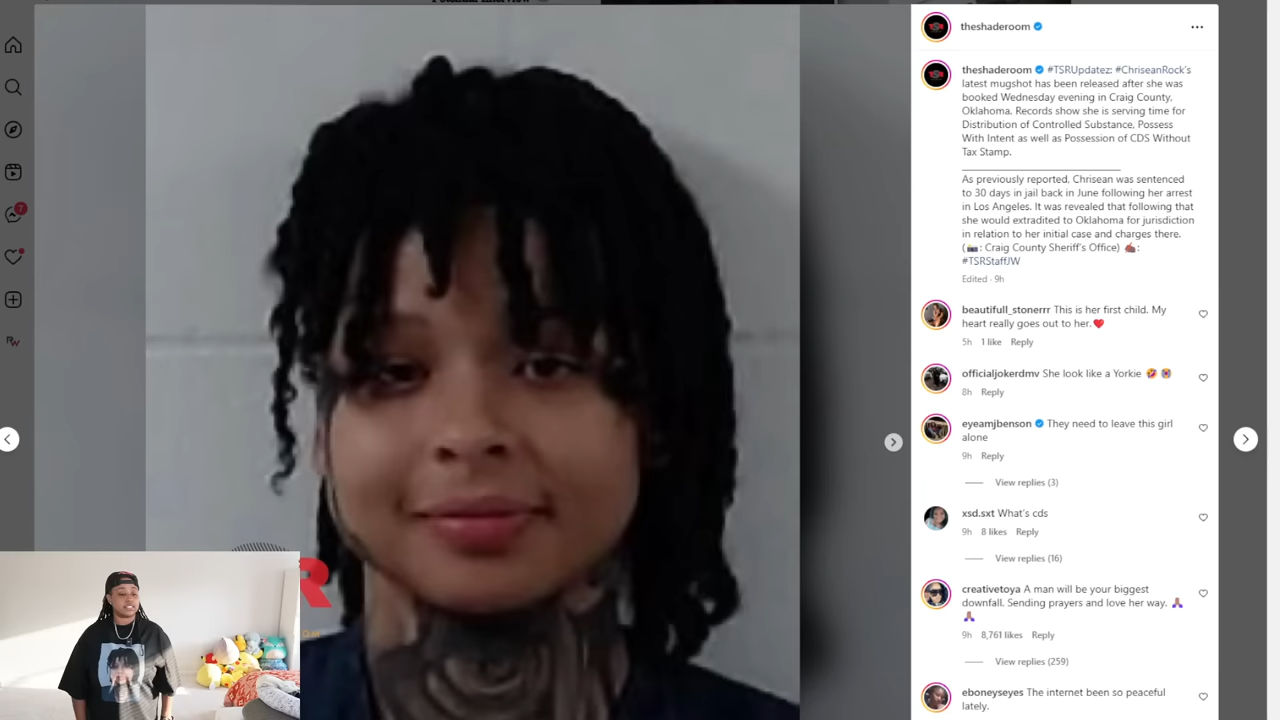 theshaderoom
theshaderoom #TSRUpdatez: #ChriseanRock's
latest mugshot has been released after she was
booked Wednesday evening in Craig County,
Oklahoma. Records show she is serving time for
Distribution of Controlled Substance, Possess
With Intent as well as Possession of CDS Without
Tax Stamp.
As previously reported, Chrisean was sentenced
to 30 days in jail back in June following her arrest
in Los Angeles. It was revealed that following that
she would extradited to Oklahoma for jurisdiction
in relation to her initial case and charges there.
(📸: Craig County Sheriff's Office) ✍🏾:
#TSRStaffJW
Edited · 9h
beautifull_stonerrr This is her first child. My
heart really goes out to her.❤️
5h 1 like Reply
officialjokerdmv She look like a Yorkie 🤣 😭
8h Reply
eyeamjbenson They need to leave this girl
alone
9h Reply
View replies (3)
xsd.sxt What's cds
9h 8 likes Reply
View replies (16)
creativetoya A man will be your biggest
downfall. Sending prayers and love her way. 🙏🏽
🙏🏽
9h 8,761 likes Reply
View replies (259)
eboneyseyes The internet been so peaceful
lately.
7
RW
R